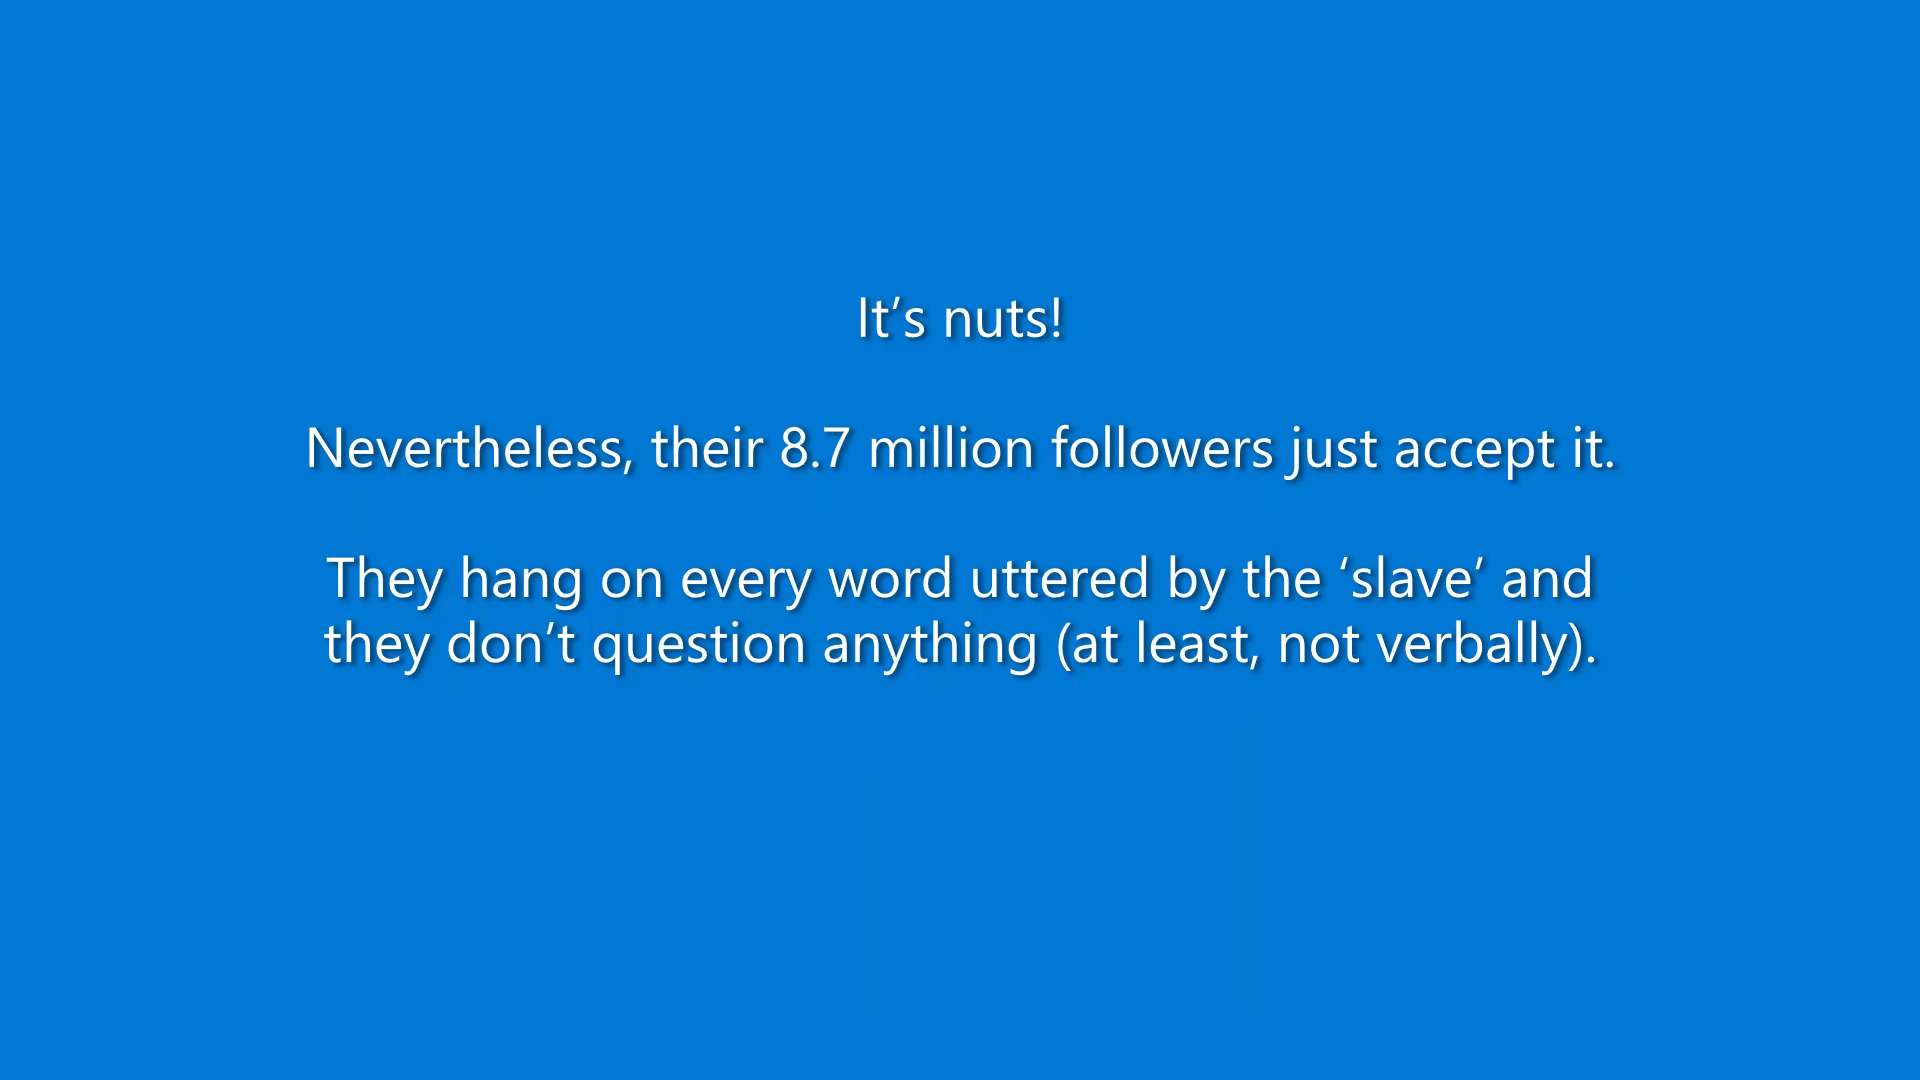 It’s nuts!
Nevertheless, their 8.7 million followers just accept it.
They hang on every word uttered by the ‘slave’ and
they don’t question anything (at least, not verbally).